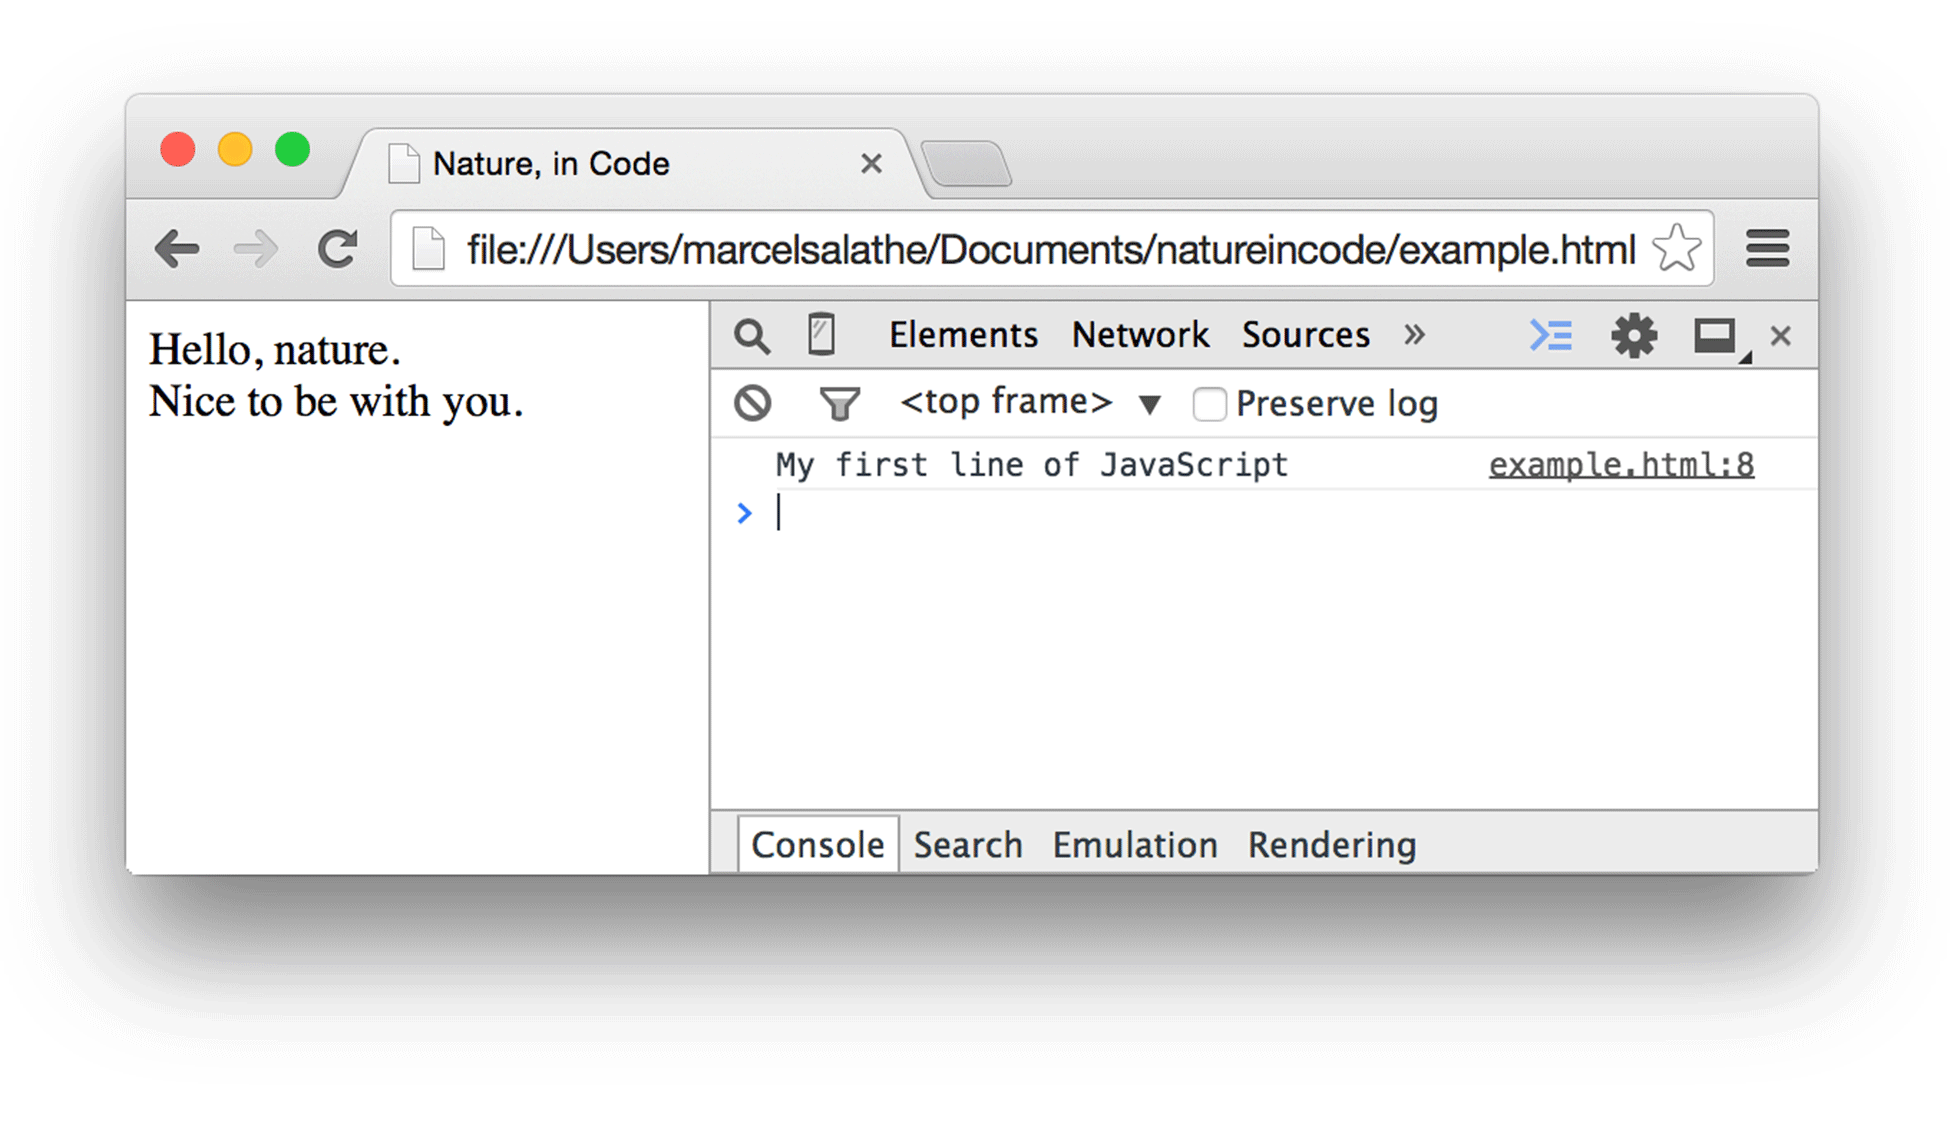 Nature, in Code
file:///Users/marcelsalathe/Documents/natureincode/example.html
Hello, nature.
Nice to be with you.
Elements Network Sources »
<top frame> ▼ Preserve log
My first line of JavaScript example.html:8
>
Console Search Emulation Rendering